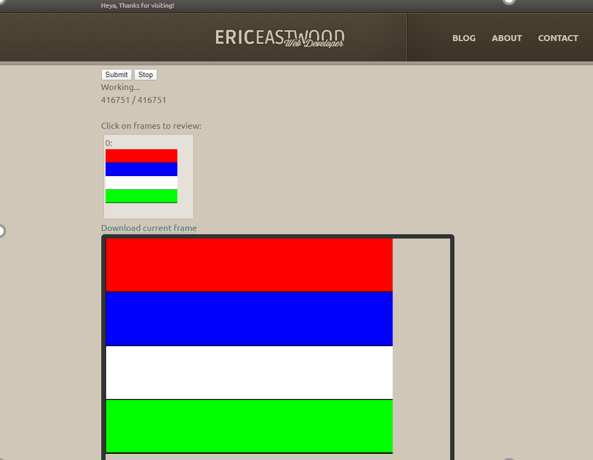 Heya, Thanks for visiting!
ERICEASTWOOD
Web Developer
BLOG ABOUT CONTACT
Submit Stop
Working...
416751 / 416751
Click on frames to review:
0:
Download current frame